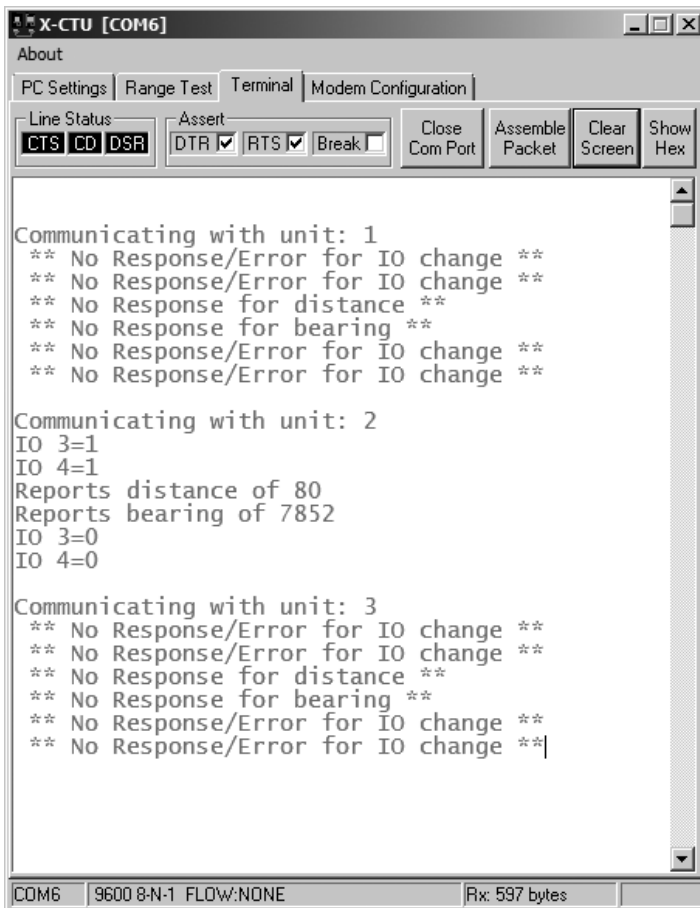 X-CTU [COM6]
About
PC Settings Range Test Terminal Modem Configuration
Line Status
CTS CD DSR
Assert
DTR RTS Break
Close Com Port
Assemble Packet
Clear Screen
Show Hex
Communicating with unit: 1
** No Response/Error for IO change **
** No Response/Error for IO change **
** No Response for distance **
** No Response for bearing **
** No Response/Error for IO change **
** No Response/Error for IO change **
Communicating with unit: 2
IO 3=1
IO 4=1
Reports distance of 80
Reports bearing of 7852
IO 3=0
IO 4=0
Communicating with unit: 3
** No Response/Error for IO change **
** No Response/Error for IO change **
** No Response for distance **
** No Response for bearing **
** No Response/Error for IO change **
** No Response/Error for IO change **
COM6 9600 8-N-1 FLOW:NONE Rx: 597 bytes